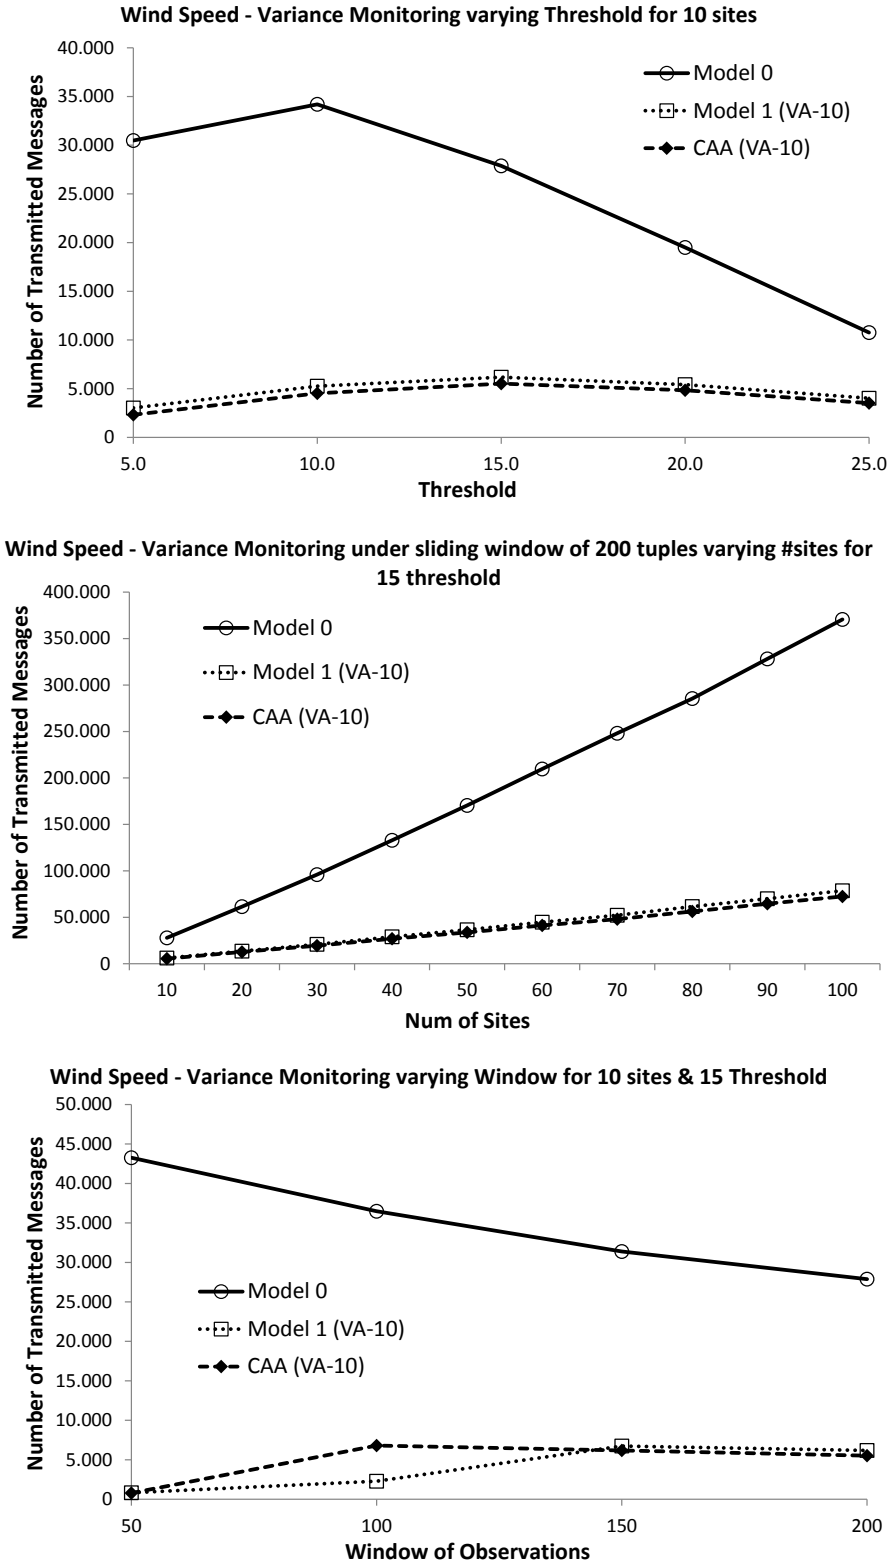 Wind Speed - Variance Monitoring varying Threshold for 10 sites
Number of Transmitted Messages
40.000
35.000
30.000
25.000
20.000
15.000
10.000
5.000
0
Model 0
Model 1 (VA-10)
CAA (VA-10)
5.0 10.0 15.0 20.0 25.0
Threshold
Wind Speed - Variance Monitoring under sliding window of 200 tuples varying #sites for
15 threshold
Number of Transmitted Messages
400.000
350.000
300.000
250.000
200.000
150.000
100.000
50.000
0
Model 0
Model 1 (VA-10)
CAA (VA-10)
10 20 30 40 50 60 70 80 90 100
Num of Sites
Wind Speed - Variance Monitoring varying Window for 10 sites & 15 Threshold
Number of Transmitted Messages
50.000
45.000
40.000
35.000
30.000
25.000
20.000
15.000
10.000
5.000
0
Model 0
Model 1 (VA-10)
CAA (VA-10)
50 100 150 200
Window of Observations